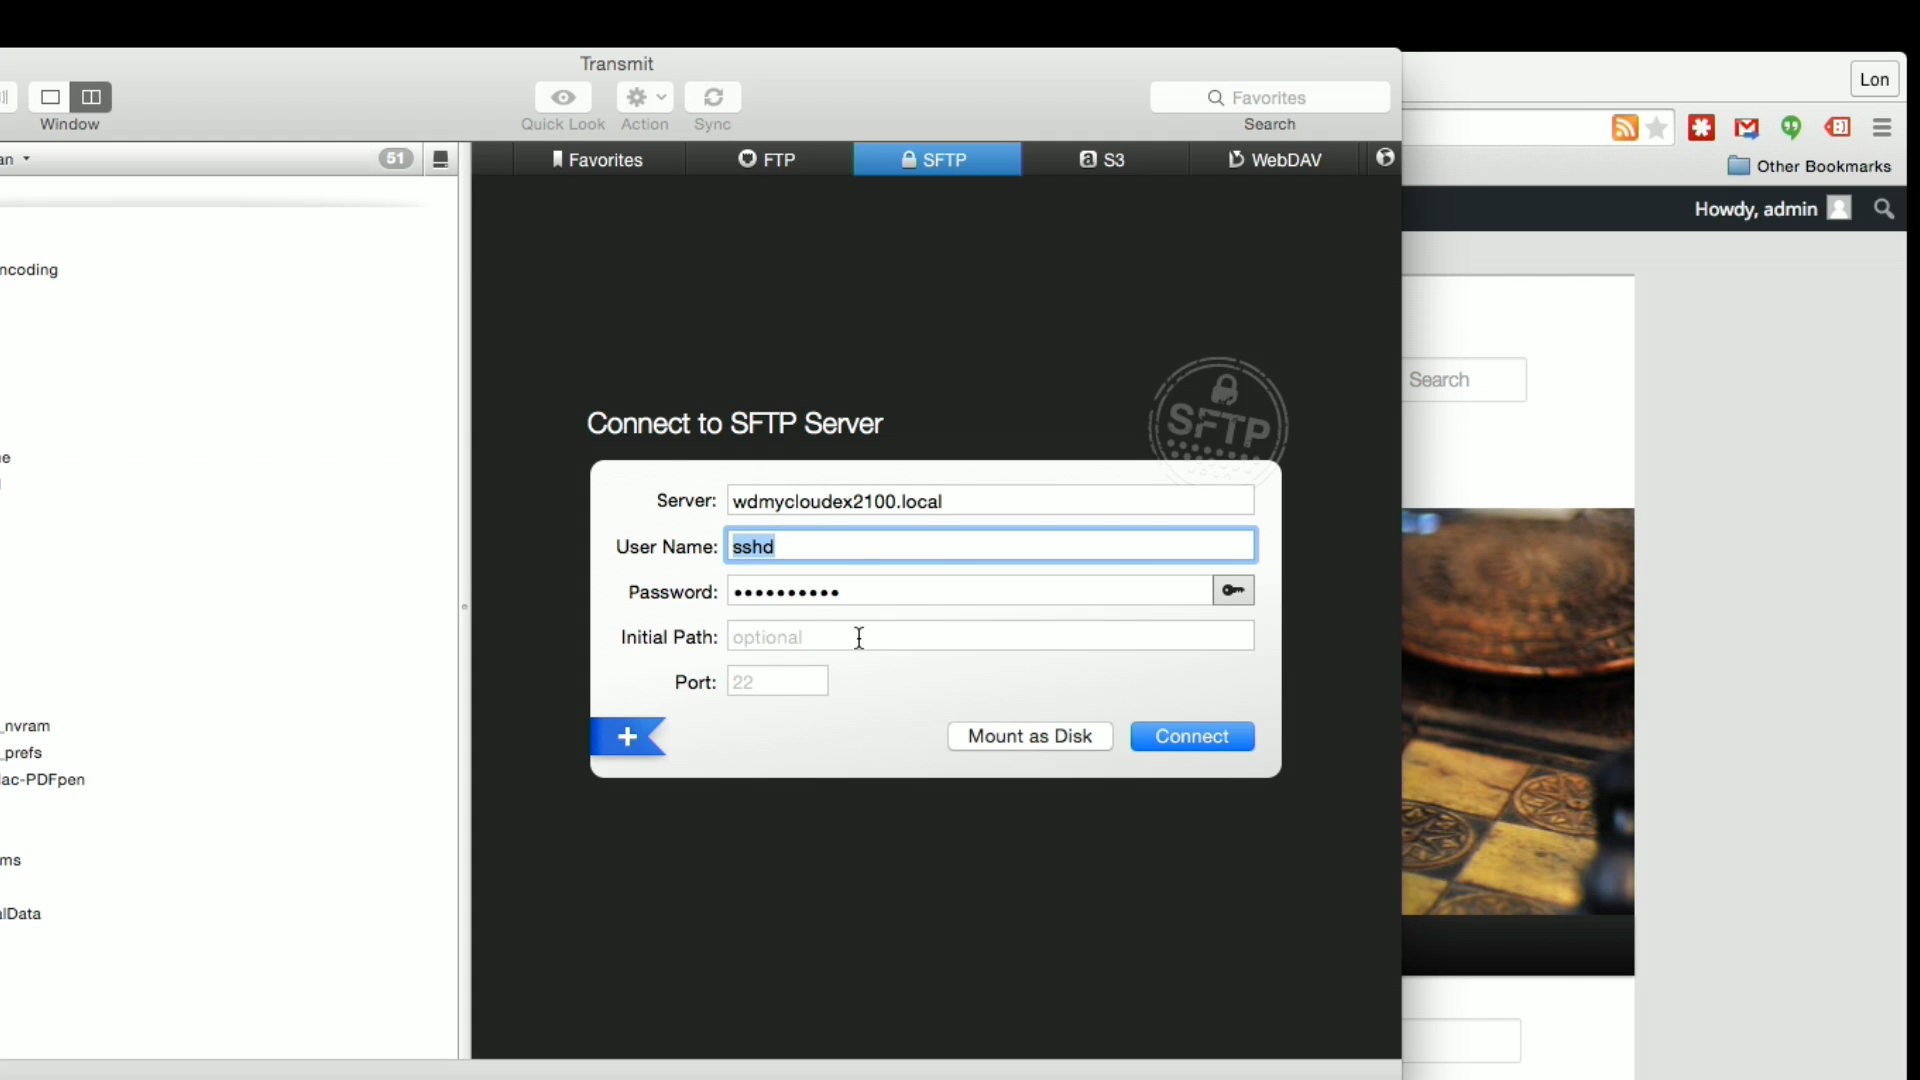 Transmit
Lon
Favorites
Window
Quick Look
Action
Sync
Search
an
51
Favorites
FTP
SFTP
S3
WebDAV
Other Bookmarks
Howdy, admin
ncoding
Search
SFTP
Connect to SFTP Server
e
Server: wdmycloudex2100.local
User Name: sshd
Password: ••••••••••
Initial Path: optional
Port: 22
_nvram
+
Mount as Disk
Connect
_prefs
lac-PDFpen
ms
lData